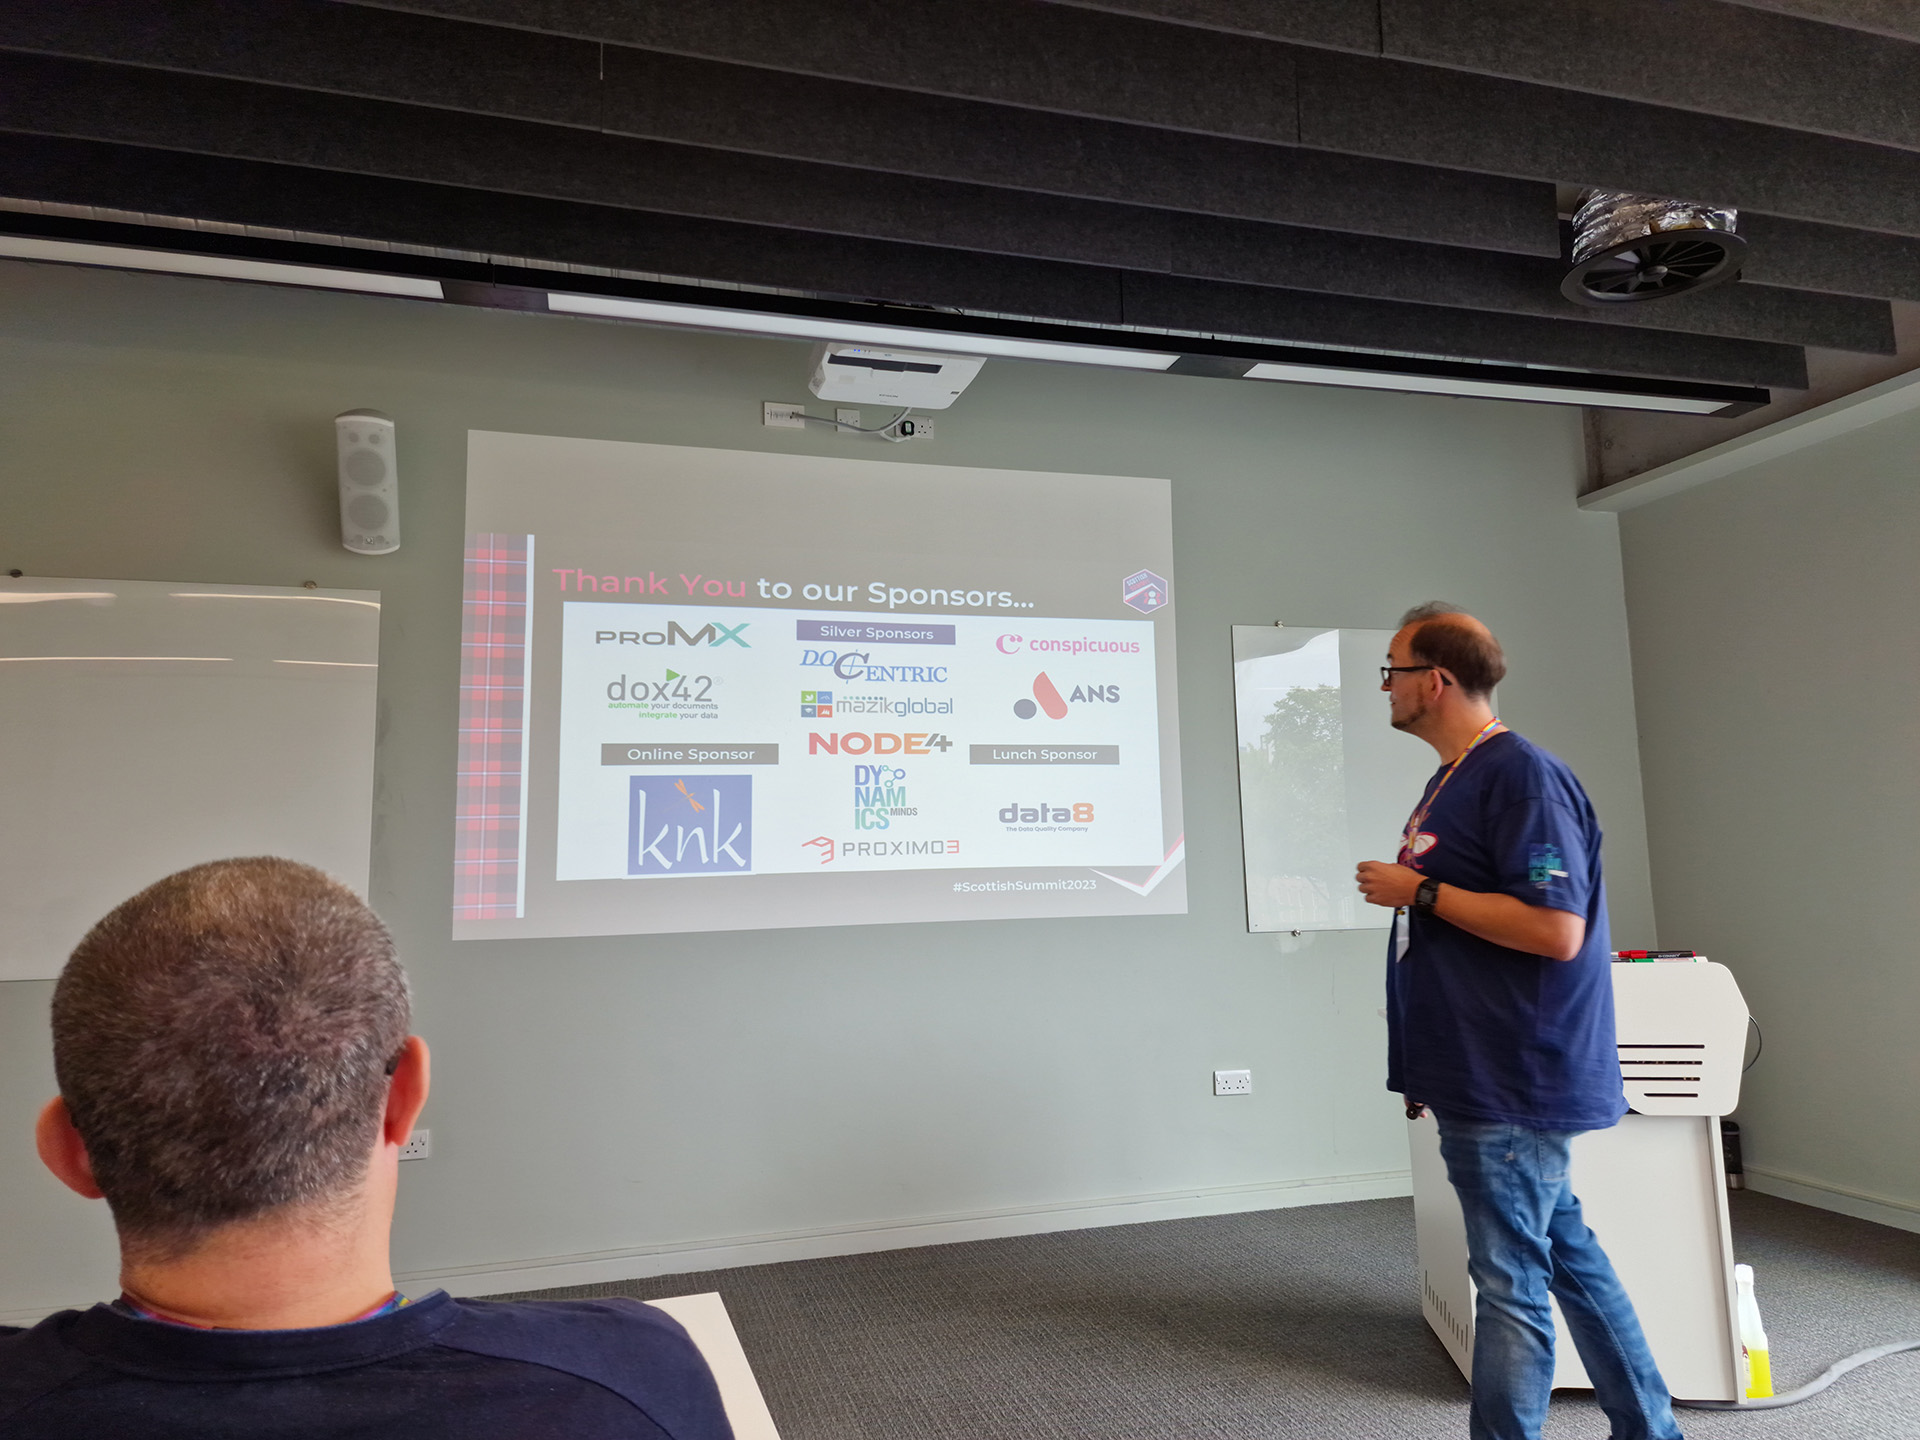 Thank You to our Sponsors...
SCOTTISH
PROMX
Silver Sponsors
conspicuous
DOCENTRIC
dox42
automate your documents
integrate your data
mazikglobal
ANS
NODE4
Online Sponsor
Lunch Sponsor
knk
DY
NAM
ICS MINDS
data8
The Data Quality Company
PROXIMO3
#ScottishSummit2023